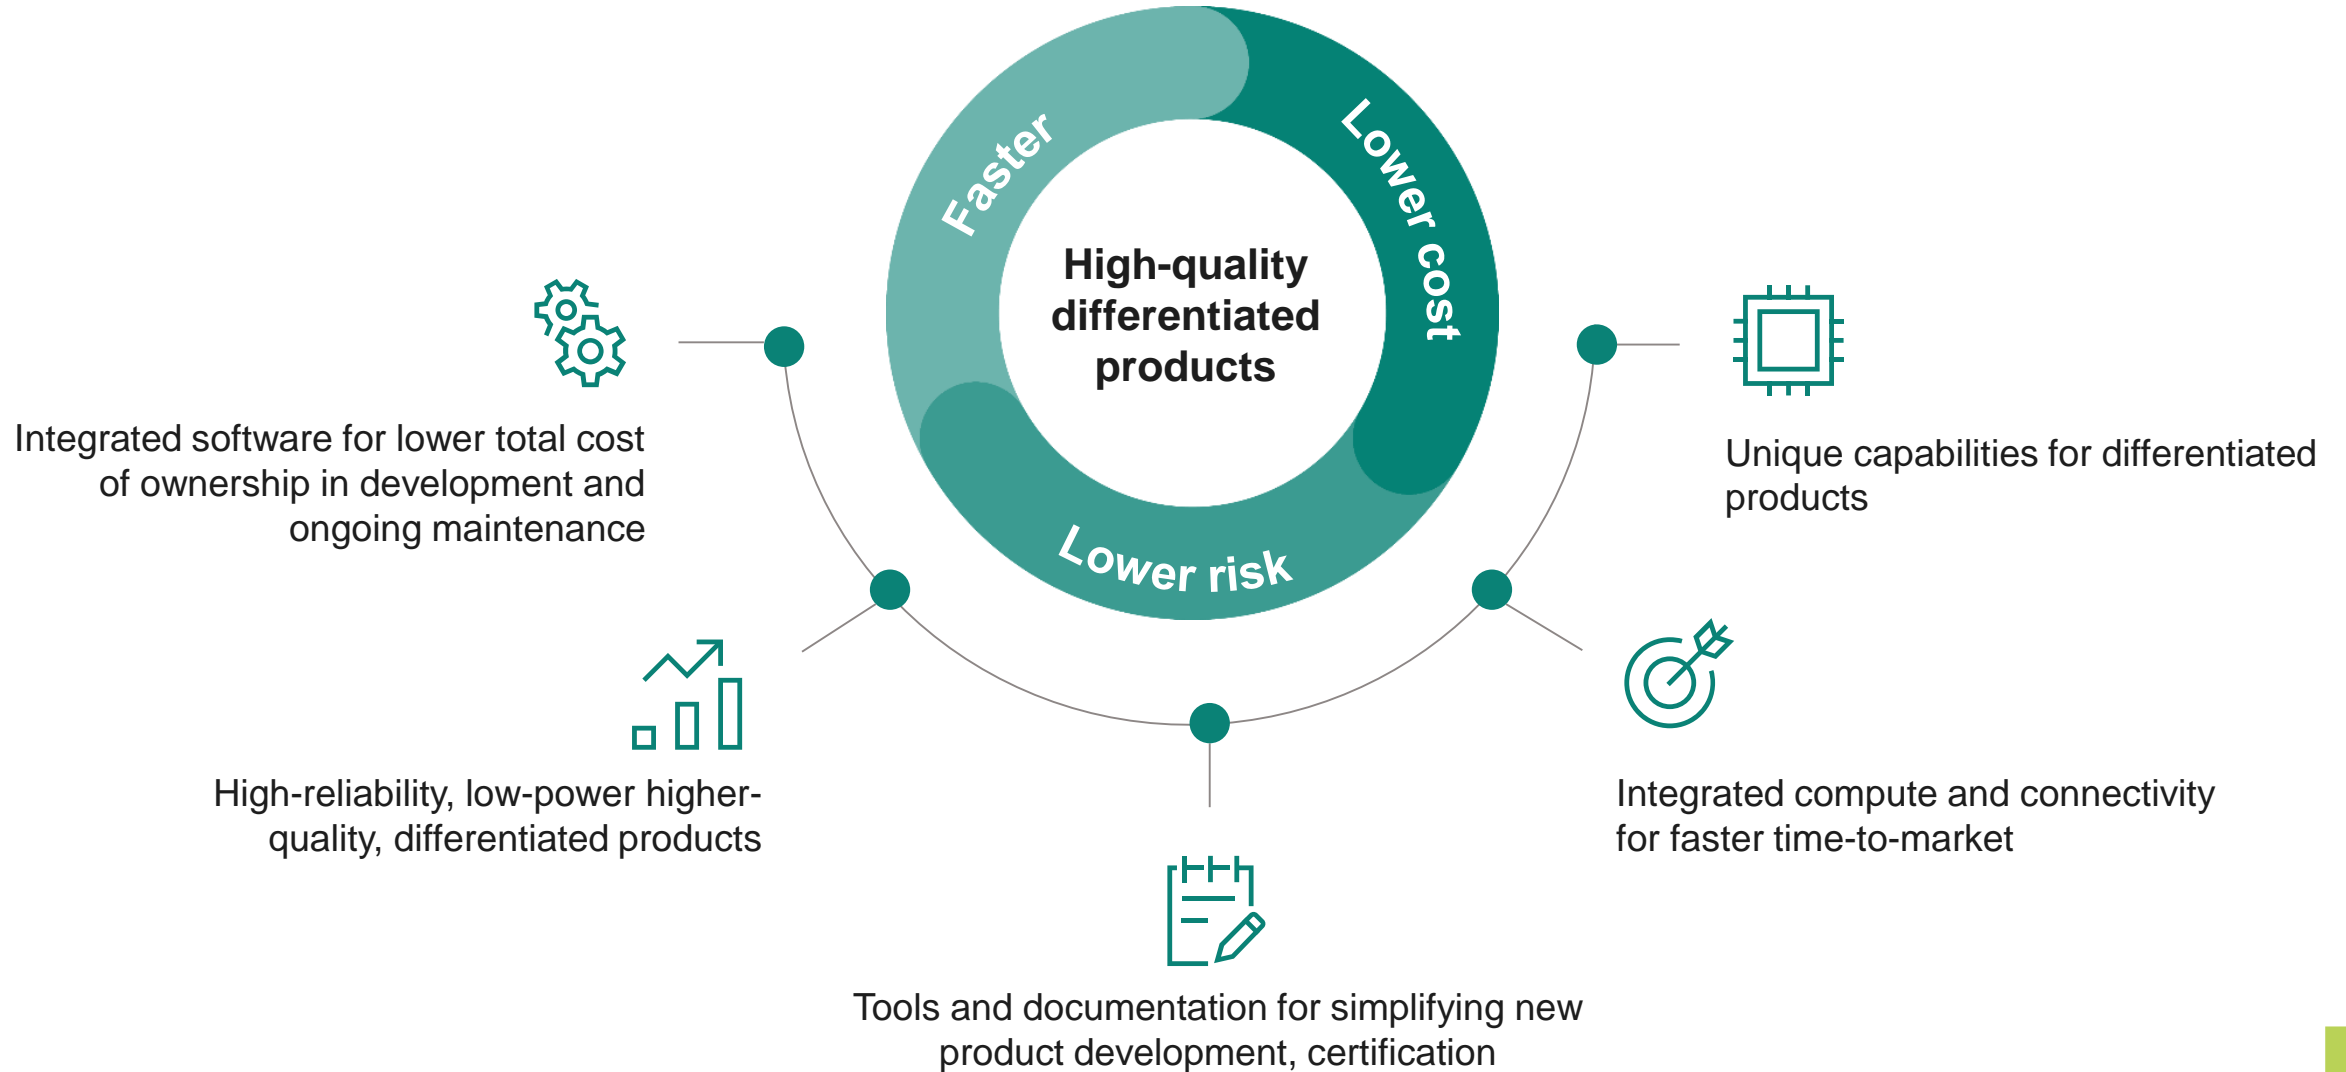 Faster
Lower cost
Lower risk
High-quality
differentiated
products
Integrated software for lower total cost
of ownership in development and
ongoing maintenance
High-reliability, low-power higher-
quality, differentiated products
Tools and documentation for simplifying new
product development, certification
Integrated compute and connectivity
for faster time-to-market
Unique capabilities for differentiated
products